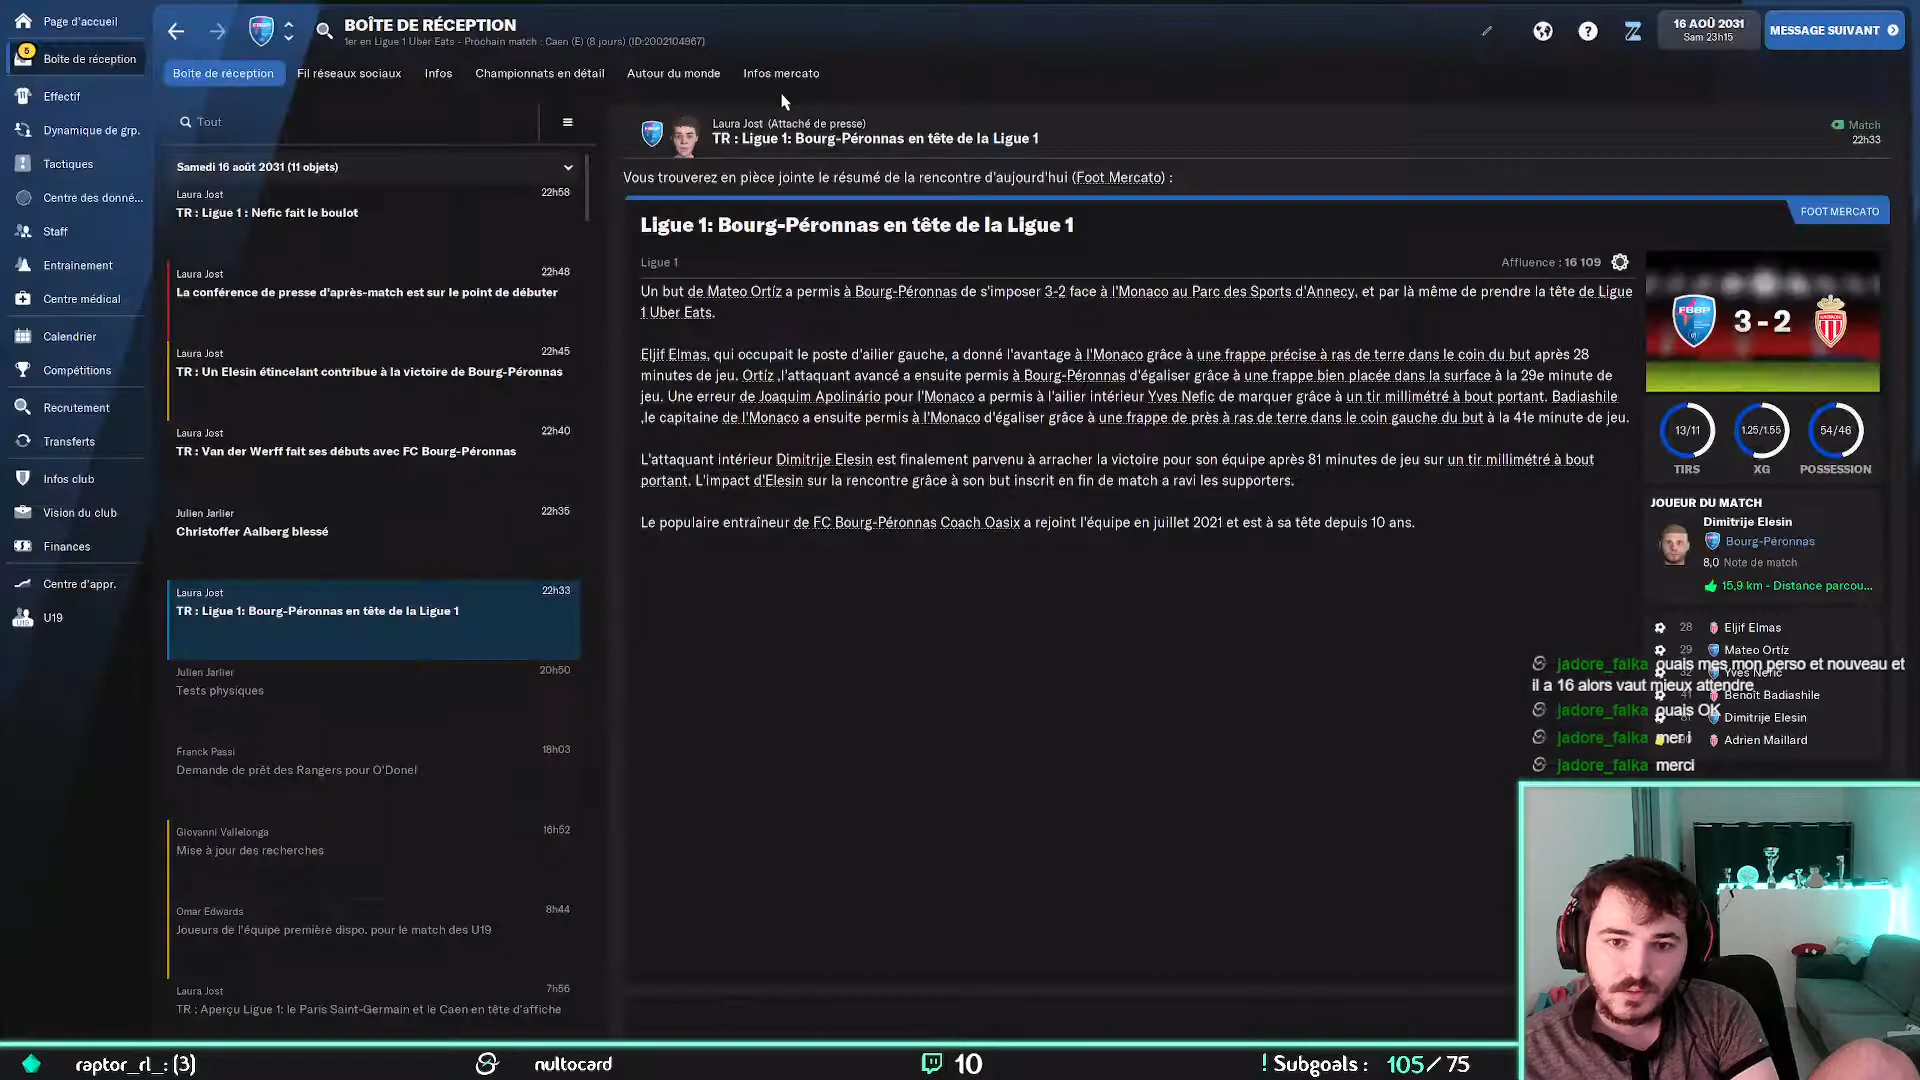 Page d'accueil
5
Boîte de réception
Effectif
Dynamique de grp.
Tactiques
Centre des donné...
Staff
Entraînement
Centre médical
Calendrier
Compétitions
Recrutement
Transferts
Infos club
Vision du club
Finances
Centre d'appr.
U19
BOÎTE DE RÉCEPTION
1er en Ligue 1 Uber Eats - Prochain match : Caen (E) (8 jours) (ID:2002104967)
16 AOÛ 2031
Sam 23h15
MESSAGE SUIVANT
Boîte de réception
Fil réseaux sociaux
Infos
Championnats en détail
Autour du monde
Infos mercato
Tout
Samedi 16 août 2031 (11 objets)
Laura Jost
22h58
TR : Ligue 1 : Nefic fait le boulot
Laura Jost
22h48
La conférence de presse d'après-match est sur le point de débuter
Laura Jost
22h45
TR : Un Elesin étincelant contribue à la victoire de Bourg-Péronnas
Laura Jost
22h40
TR : Van der Werff fait ses débuts avec FC Bourg-Péronnas
Julien Jarlier
22h35
Christoffer Aalberg blessé
Laura Jost
22h33
TR : Ligue 1: Bourg-Péronnas en tête de la Ligue 1
Julien Jarlier
20h50
Tests physiques
Franck Passi
18h03
Demande de prêt des Rangers pour O'Donel
Giovanni Vallelonga
16h52
Mise à jour des recherches
Omar Edwards
8h44
Joueurs de l'équipe première dispo. pour le match des U19
Laura Jost
7h56
TR : Aperçu Ligue 1: le Paris Saint-Germain et le Caen en tête d'affiche
Laura Jost (Attaché de presse)
TR : Ligue 1: Bourg-Péronnas en tête de la Ligue 1
Match
22h33
Vous trouverez en pièce jointe le résumé de la rencontre d'aujourd'hui (Foot Mercato) :
FOOT MERCATO
Ligue 1: Bourg-Péronnas en tête de la Ligue 1
Ligue 1
Affluence : 16 109
Un but de Mateo Ortíz a permis à Bourg-Péronnas de s'imposer 3-2 face à l'Monaco au Parc des Sports d'Annecy, et par là même de prendre la tête de Ligue
1 Uber Eats.
Eljif Elmas, qui occupait le poste d'ailier gauche, a donné l'avantage à l'Monaco grâce à une frappe précise à ras de terre dans le coin du but après 28
minutes de jeu. Ortíz ,l'attaquant avancé a ensuite permis à Bourg-Péronnas d'égaliser grâce à une frappe bien placée dans la surface à la 29e minute de
jeu. Une erreur de Joaquim Apolinário pour l'Monaco a permis à l'ailier intérieur Yves Nefic de marquer grâce à un tir millimétré à bout portant. Badiashile
,le capitaine de l'Monaco a ensuite permis à l'Monaco d'égaliser grâce à une frappe de près à ras de terre dans le coin gauche du but à la 41e minute de jeu.
L'attaquant intérieur Dimitrije Elesin est finalement parvenu à arracher la victoire pour son équipe après 81 minutes de jeu sur un tir millimétré à bout
portant. L'impact d'Elesin sur la rencontre grâce à son but inscrit en fin de match a ravi les supporters.
Le populaire entraîneur de FC Bourg-Péronnas Coach Oasix a rejoint l'équipe en juillet 2021 et est à sa tête depuis 10 ans.
FBBP
3 - 2
13/11
1.25/1.55
54/46
TIRS
XG
POSSESSION
JOUEUR DU MATCH
Dimitrije Elesin
Bourg-Péronnas
8,0 Note de match
15,9 km - Distance parcou...
28 Eljif Elmas
29 Mateo Ortíz
Yves Nefic
41 Benoît Badiashile
Dimitrije Elesin
Adrien Maillard
jadore_falka ouais mes mon perso et nouveau et
il a 16 alors vaut mieux attendre
jadore_falka ouais OK
jadore_falka mer i
jadore_falka merci
raptor_rl_: (3)
nultocard
10
! Subgoals : 105 / 75